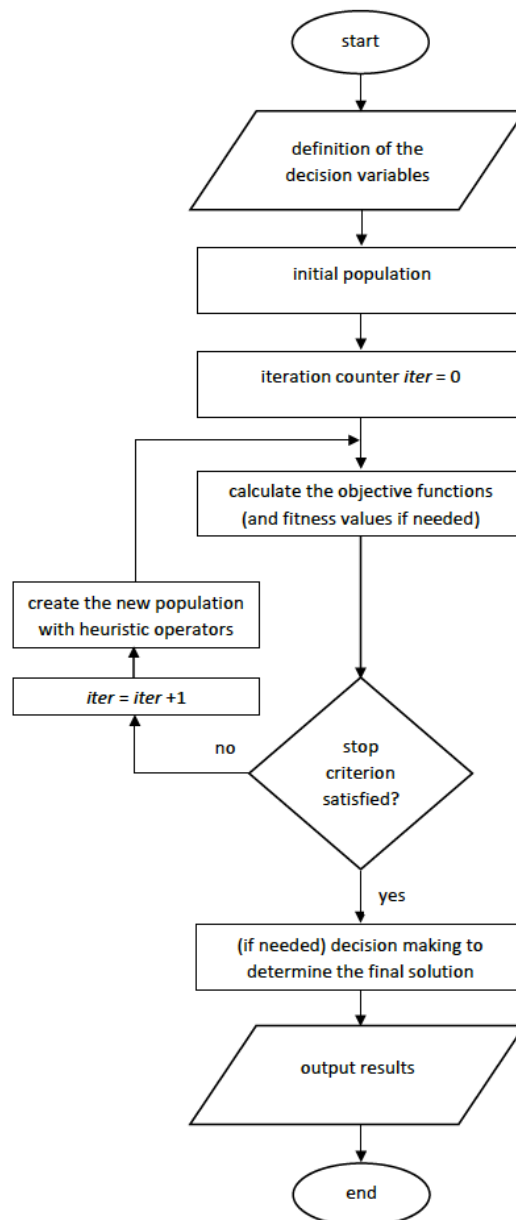 start
definition of the
decision variables
initial population
iteration counter iter = 0
calculate the objective functions
(and fitness values if needed)
create the new population
with heuristic operators
iter = iter +1
no
stop
criterion
satisfied?
yes
(if needed) decision making to
determine the final solution
output results
end